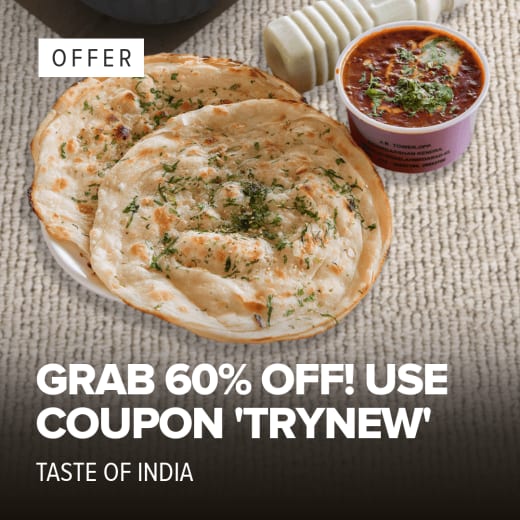 OFFER
GRAB 60% OFF! USE
COUPON 'TRYNEW'
TASTE OF INDIA